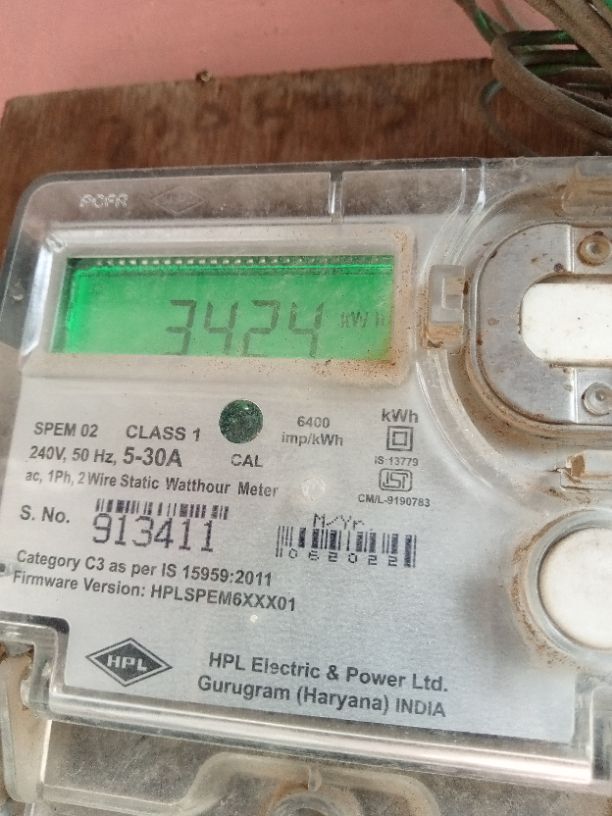 PCFR
3424 kWh
SPEM 02 CLASS 1
240V, 50 Hz, 5-30A
ac, 1Ph, 2 Wire Static Watthour Meter
CAL
6400
imp/kWh
kWh
IS:13779
ISI
CM/L-9190783
S. No. 913411
M/Yr.
062022
Category C3 as per IS 15959:2011
Firmware Version: HPLSPEM6XXX01
HPL
HPL Electric & Power Ltd.
Gurugram (Haryana) INDIA